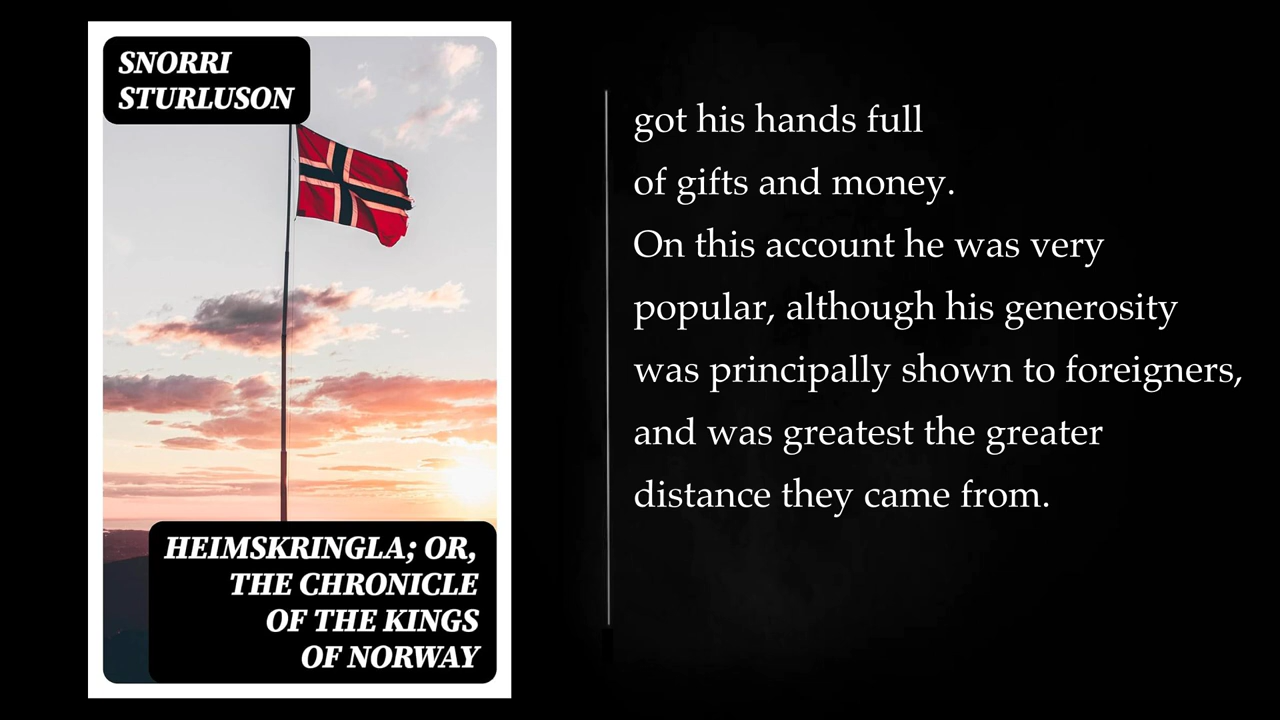 SNORRI
STURLUSON
HEIMSKRINGLA; OR,
THE CHRONICLE
OF THE KINGS
OF NORWAY
got his hands full
of gifts and money.
On this account he was very
popular, although his generosity
was principally shown to foreigners,
and was greatest the greater
distance they came from.